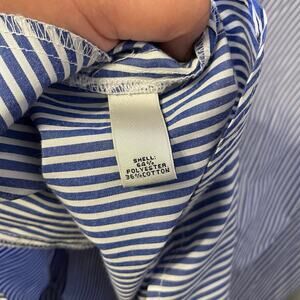 SHELL:
64%
POLYESTER
36%COTTON